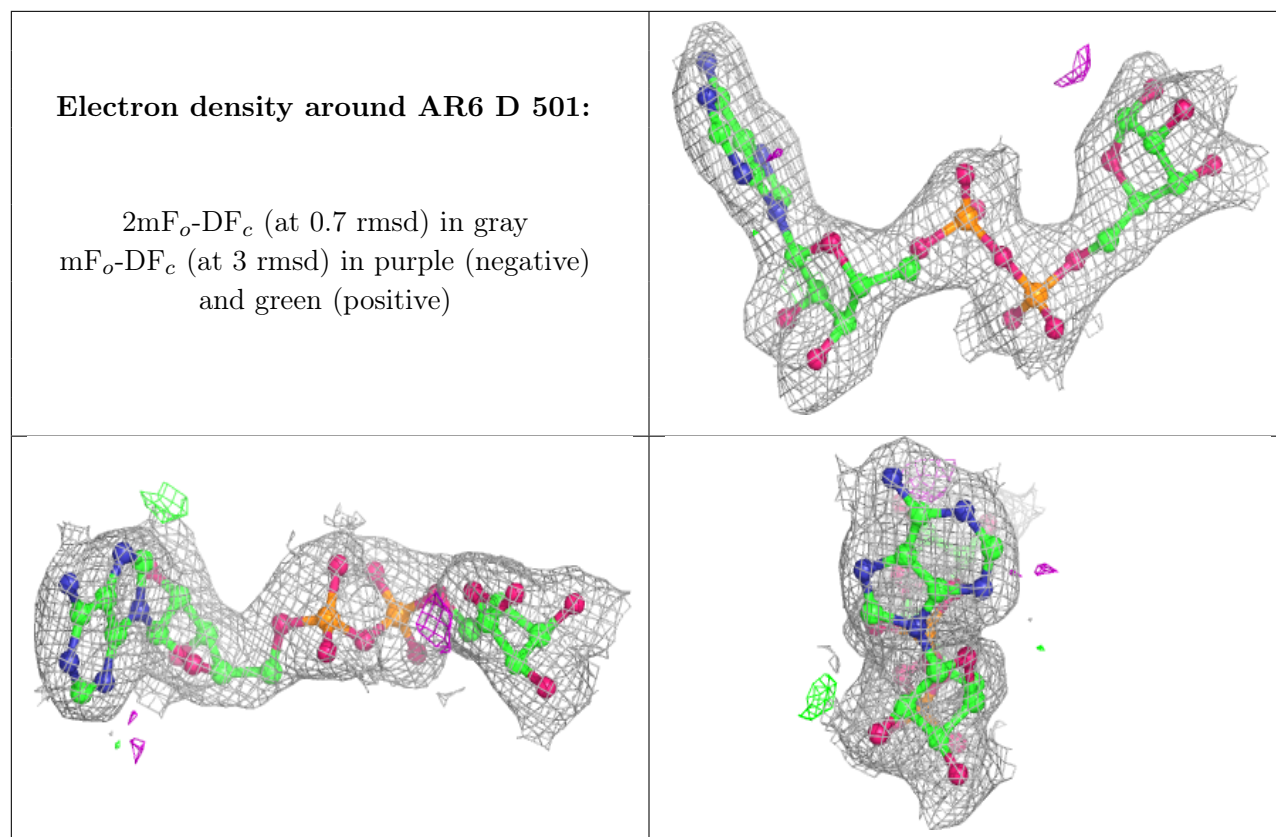 Electron density around AR6 D 501:
2mFo-DFc (at 0.7 rmsd) in gray
mFo-DFc (at 3 rmsd) in purple (negative)
and green (positive)